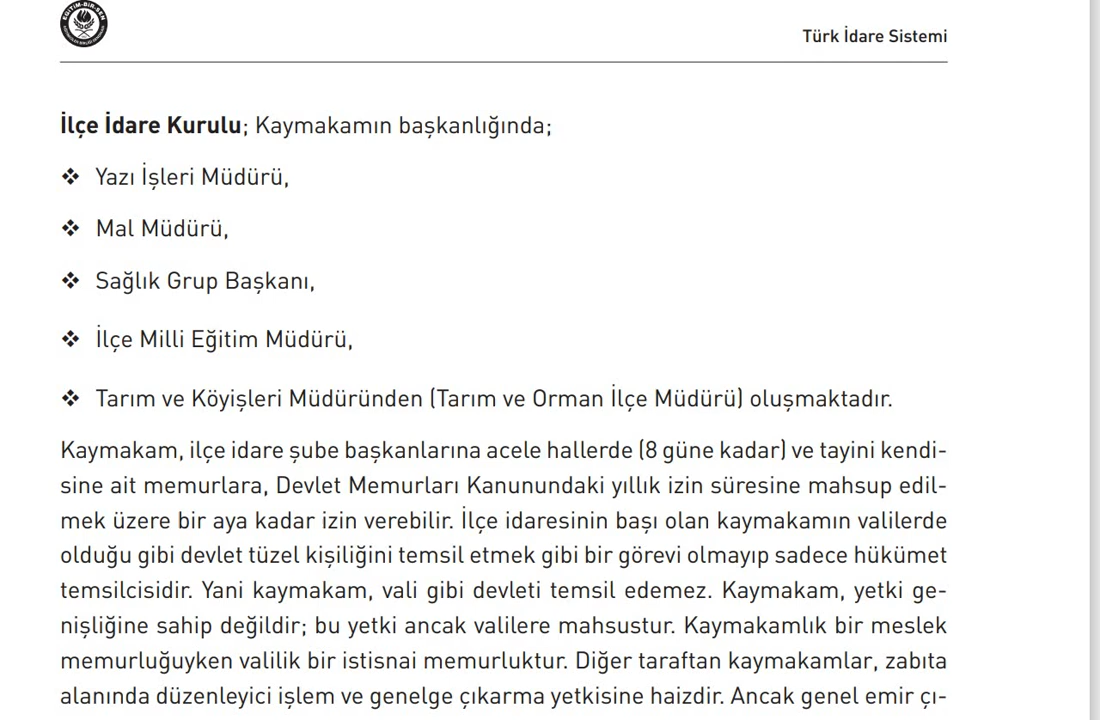 EĞİTİM-BİR-SEN
Türk İdare Sistemi
İlçe İdare Kurulu; Kaymakamın başkanlığında;
❖ Yazı İşleri Müdürü,
❖ Mal Müdürü,
❖ Sağlık Grup Başkanı,
❖ İlçe Milli Eğitim Müdürü,
❖ Tarım ve Köyişleri Müdüründen (Tarım ve Orman İlçe Müdürü) oluşmaktadır.
Kaymakam, ilçe idare şube başkanlarına acele hallerde (8 güne kadar) ve tayini kendi-
sine ait memurlara, Devlet Memurları Kanunundaki yıllık izin süresine mahsup edil-
mek üzere bir aya kadar izin verebilir. İlçe idaresinin başı olan kaymakamın valilerde
olduğu gibi devlet tüzel kişiliğini temsil etmek gibi bir görevi olmayıp sadece hükümet
temsilcisidir. Yani kaymakam, vali gibi devleti temsil edemez. Kaymakam, yetki ge-
nişliğine sahip değildir; bu yetki ancak valilere mahsustur. Kaymakamlık bir meslek
memurluğuyken valilik bir istisnai memurluktur. Diğer taraftan kaymakamlar, zabıta
alanında düzenleyici işlem ve genelge çıkarma yetkisine haizdir. Ancak genel emir çı-